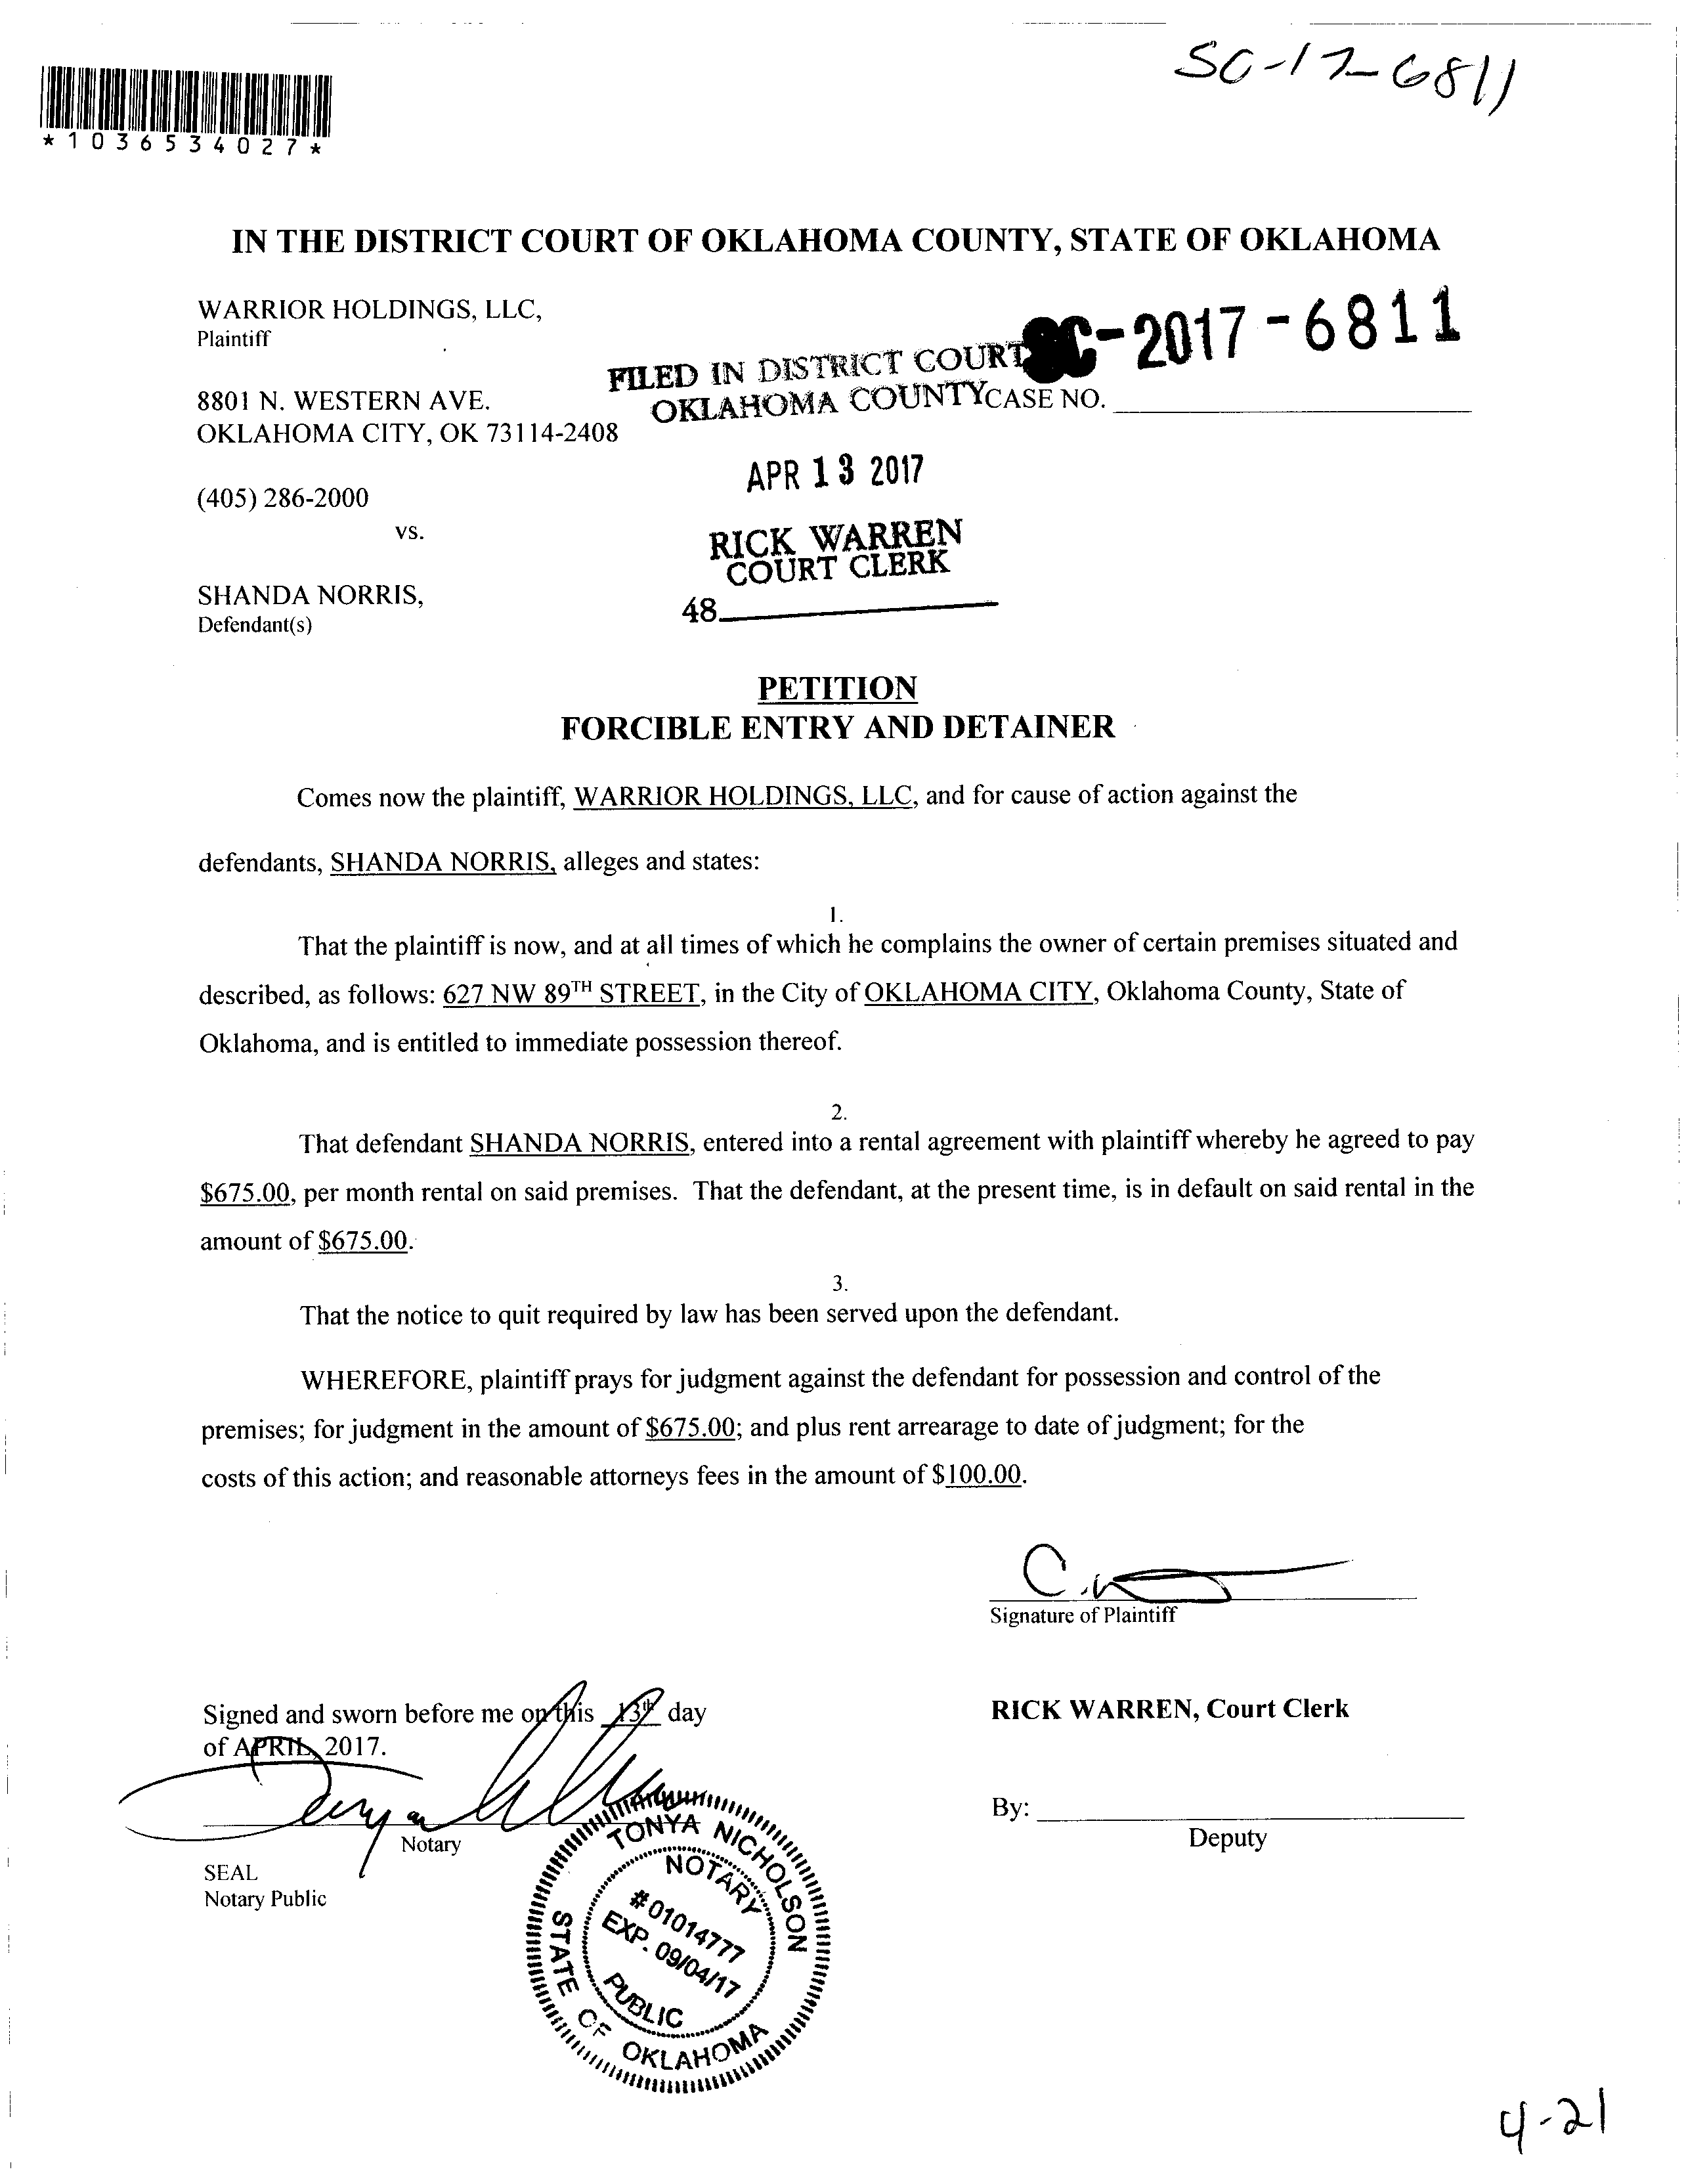 SC-17-6811
*1036534027*
IN THE DISTRICT COURT OF OKLAHOMA COUNTY, STATE OF OKLAHOMA
WARRIOR HOLDINGS, LLC,
Plaintiff
SC-2017-6811
FILED IN DISTRICT COURT
OKLAHOMA COUNTY
8801 N. WESTERN AVE.
CASE NO.
OKLAHOMA CITY, OK 73114-2408
APR 13 2017
(405) 286-2000
vs.
RICK WARREN
COURT CLERK
48
SHANDA NORRIS,
Defendant(s)
PETITION
FORCIBLE ENTRY AND DETAINER
Comes now the plaintiff, WARRIOR HOLDINGS, LLC, and for cause of action against the
defendants, SHANDA NORRIS, alleges and states:
1.
That the plaintiff is now, and at all times of which he complains the owner of certain premises situated and
described, as follows: 627 NW 89TH STREET, in the City of OKLAHOMA CITY, Oklahoma County, State of
Oklahoma, and is entitled to immediate possession thereof.
2.
That defendant SHANDA NORRIS, entered into a rental agreement with plaintiff whereby he agreed to pay
$675.00, per month rental on said premises. That the defendant, at the present time, is in default on said rental in the
amount of $675.00.
3.
That the notice to quit required by law has been served upon the defendant.
WHEREFORE, plaintiff prays for judgment against the defendant for possession and control of the
premises; for judgment in the amount of $675.00; and plus rent arrearage to date of judgment; for the
costs of this action; and reasonable attorneys fees in the amount of $100.00.
Signature of Plaintiff
Signed and sworn before me on this 13th day
of APRIL, 2017.
RICK WARREN, Court Clerk
By:
Deputy
Notary
SEAL
Notary Public
TONYA NICHOLSON
NOTARY
#01014777
EXP. 09/04/17
PUBLIC
STATE OF OKLAHOMA
4-21